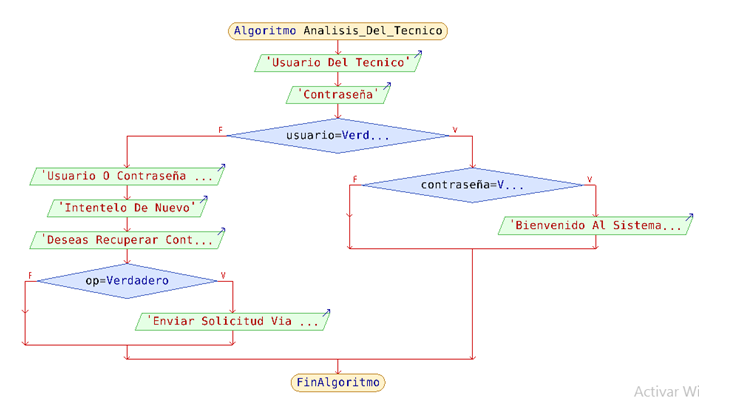 Algoritmo Analisis_Del_Tecnico
'Usuario Del Tecnico'
'Contraseña'
F
usuario=Verd...
V
'Usuario O Contraseña ...
F
contraseña=V...
V
'Intentelo De Nuevo'
'Bienvenido Al Sistema...
'Deseas Recuperar Cont...
F
op=Verdadero
V
'Enviar Solicitud Via ...
FinAlgoritmo
Activar Wi